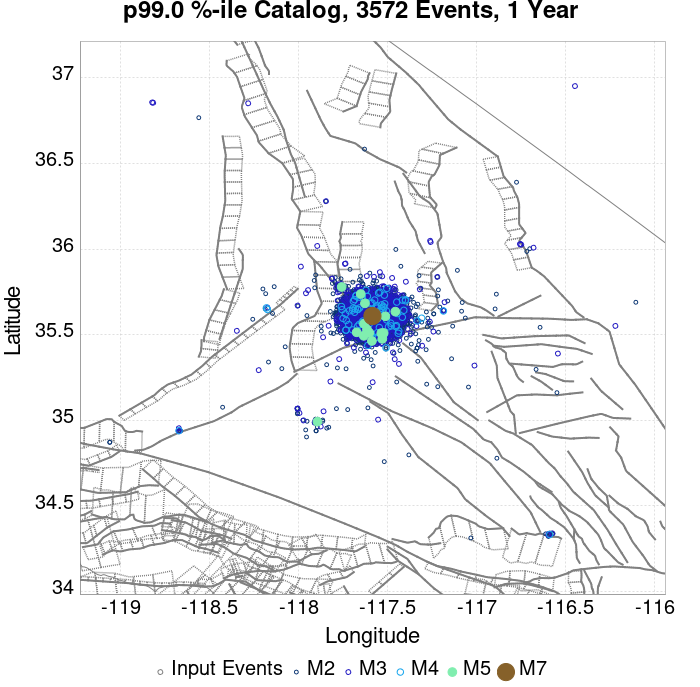 p99.0 %-ile Catalog, 3572 Events, 1 Year
37
36.5
36
35.5
35
34.5
34
Latitude
-119 -118.5 -118 -117.5 -117 -116.5 -116
Longitude
Input Events M2 M3 M4 M5 M7